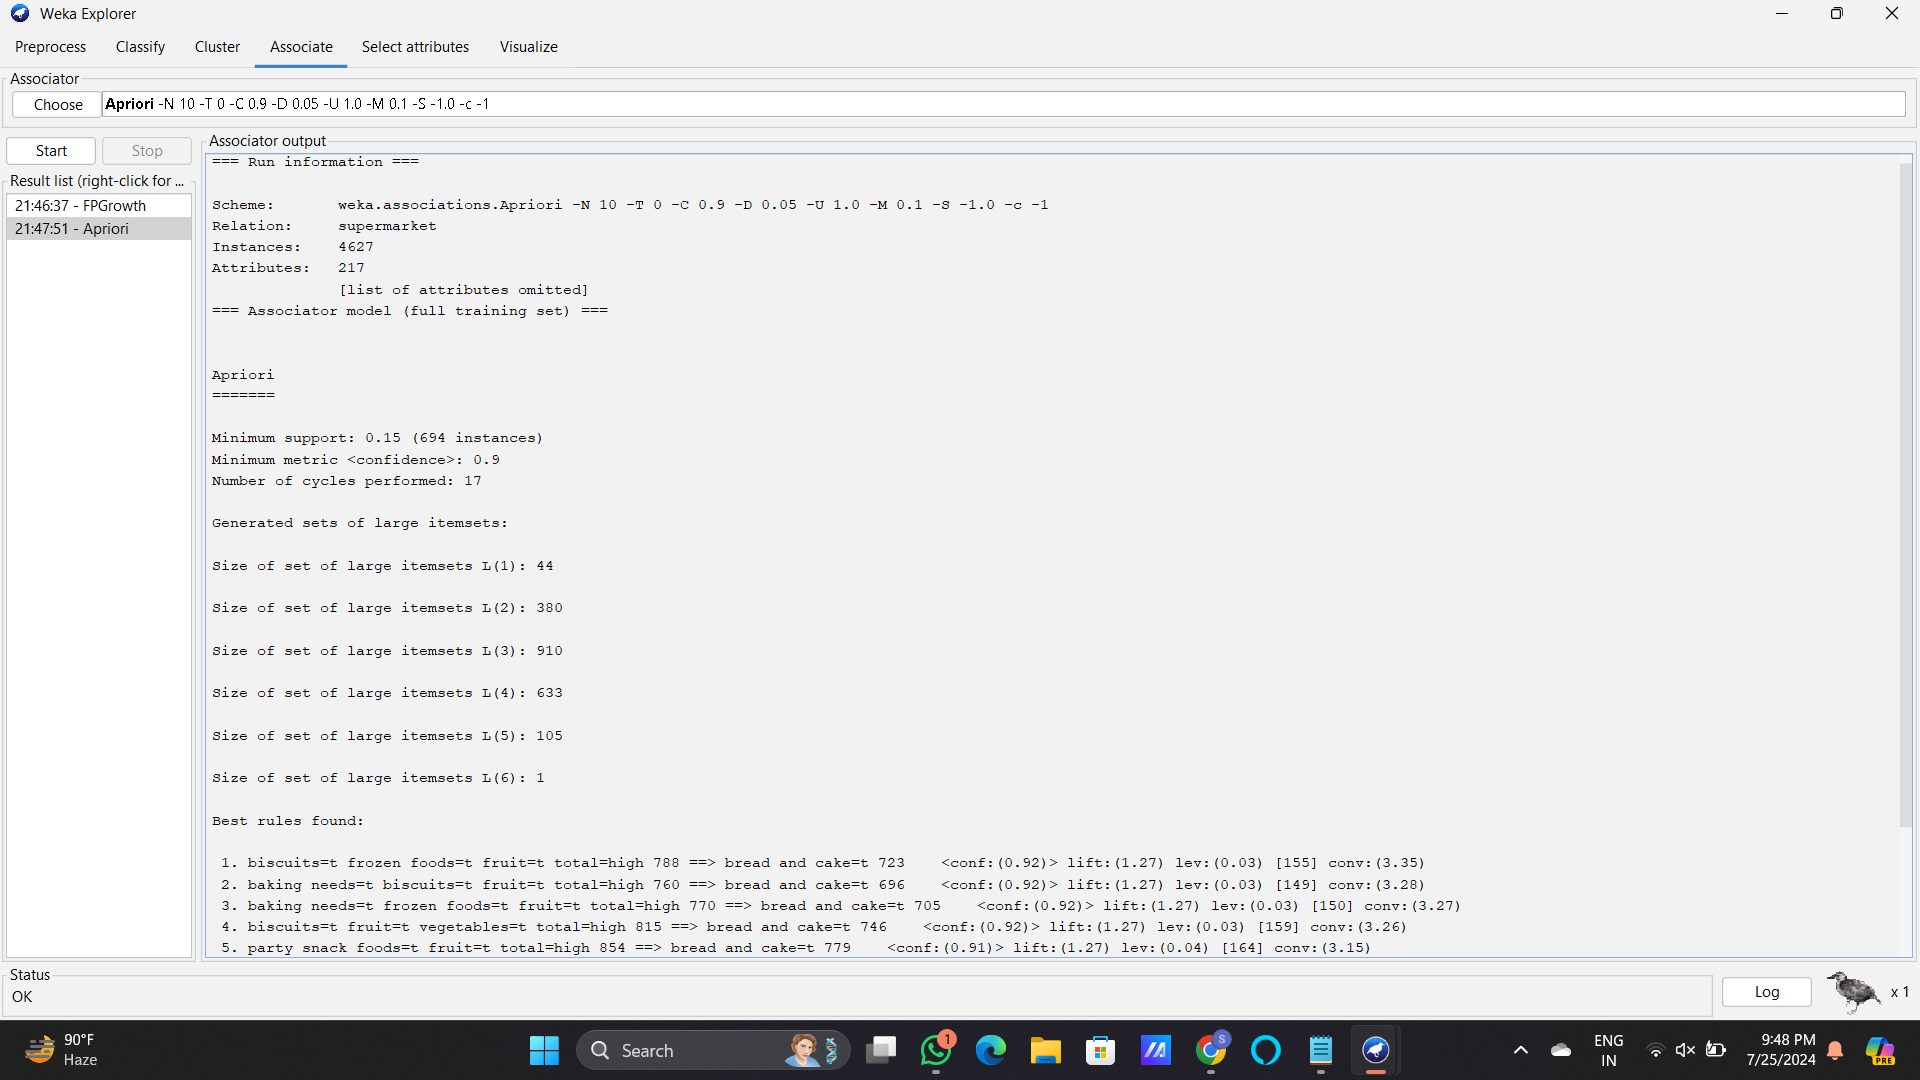 Weka Explorer
Preprocess Classify Cluster Associate Select attributes Visualize
Associator
Choose Apriori -N 10 -T 0 -C 0.9 -D 0.05 -U 1.0 -M 0.1 -S -1.0 -c -1
Start Stop
Result list (right-click for ...
21:46:37 - FPGrowth
21:47:51 - Apriori
Associator output
=== Run information ===
Scheme: weka.associations.Apriori -N 10 -T 0 -C 0.9 -D 0.05 -U 1.0 -M 0.1 -S -1.0 -c -1
Relation: supermarket
Instances: 4627
Attributes: 217
[list of attributes omitted]
=== Associator model (full training set) ===
Apriori
=======
Minimum support: 0.15 (694 instances)
Minimum metric <confidence>: 0.9
Number of cycles performed: 17
Generated sets of large itemsets:
Size of set of large itemsets L(1): 44
Size of set of large itemsets L(2): 380
Size of set of large itemsets L(3): 910
Size of set of large itemsets L(4): 633
Size of set of large itemsets L(5): 105
Size of set of large itemsets L(6): 1
Best rules found:
1. biscuits=t frozen foods=t fruit=t total=high 788 ==> bread and cake=t 723 <conf:(0.92)> lift:(1.27) lev:(0.03) [155] conv:(3.35)
2. baking needs=t biscuits=t fruit=t total=high 760 ==> bread and cake=t 696 <conf:(0.92)> lift:(1.27) lev:(0.03) [149] conv:(3.28)
3. baking needs=t frozen foods=t fruit=t total=high 770 ==> bread and cake=t 705 <conf:(0.92)> lift:(1.27) lev:(0.03) [150] conv:(3.27)
4. biscuits=t fruit=t vegetables=t total=high 815 ==> bread and cake=t 746 <conf:(0.92)> lift:(1.27) lev:(0.03) [159] conv:(3.26)
5. party snack foods=t fruit=t total=high 854 ==> bread and cake=t 779 <conf:(0.91)> lift:(1.27) lev:(0.04) [164] conv:(3.15)
Status
OK
Log
x 1
90°F
Haze
Search
1
S
ENG
IN
9:48 PM
7/25/2024
PRE